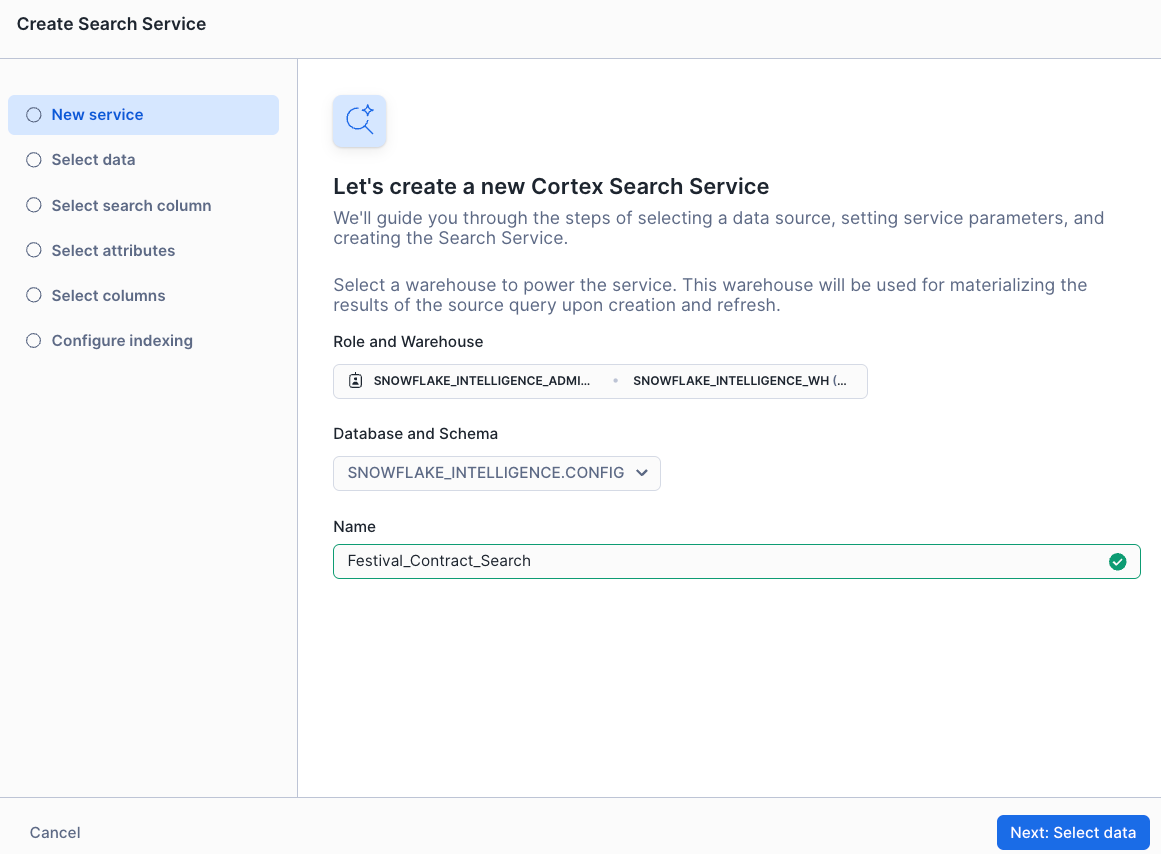 Create Search Service
New service
Select data
Select search column
Select attributes
Select columns
Configure indexing
Let's create a new Cortex Search Service
We'll guide you through the steps of selecting a data source, setting service parameters, and
creating the Search Service.
Select a warehouse to power the service. This warehouse will be used for materializing the
results of the source query upon creation and refresh.
Role and Warehouse
SNOWFLAKE_INTELLIGENCE_ADMI... • SNOWFLAKE_INTELLIGENCE_WH (...
Database and Schema
SNOWFLAKE_INTELLIGENCE.CONFIG
Name
Festival_Contract_Search
Cancel
Next: Select data